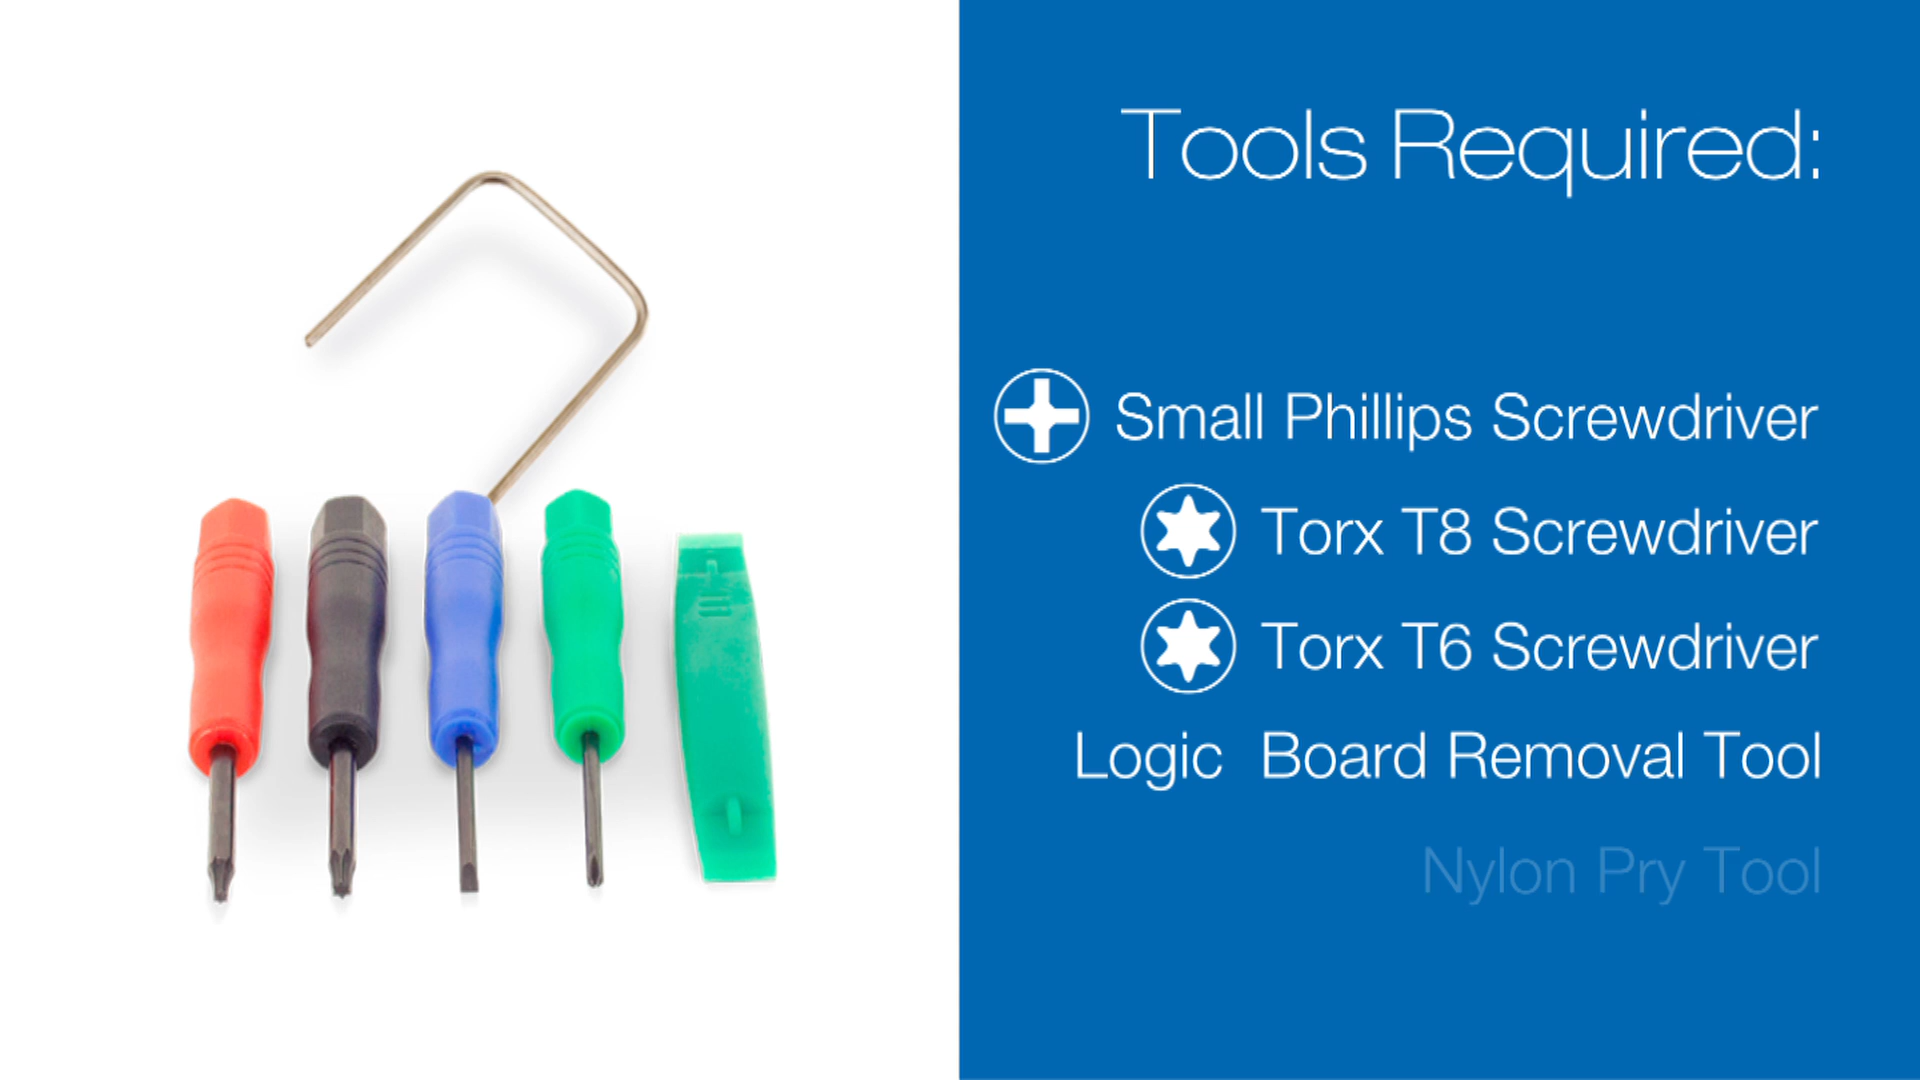 Tools Required:
Small Phillips Screwdriver
Torx T8 Screwdriver
Torx T6 Screwdriver
Logic Board Removal Tool
Nylon Pry Tool